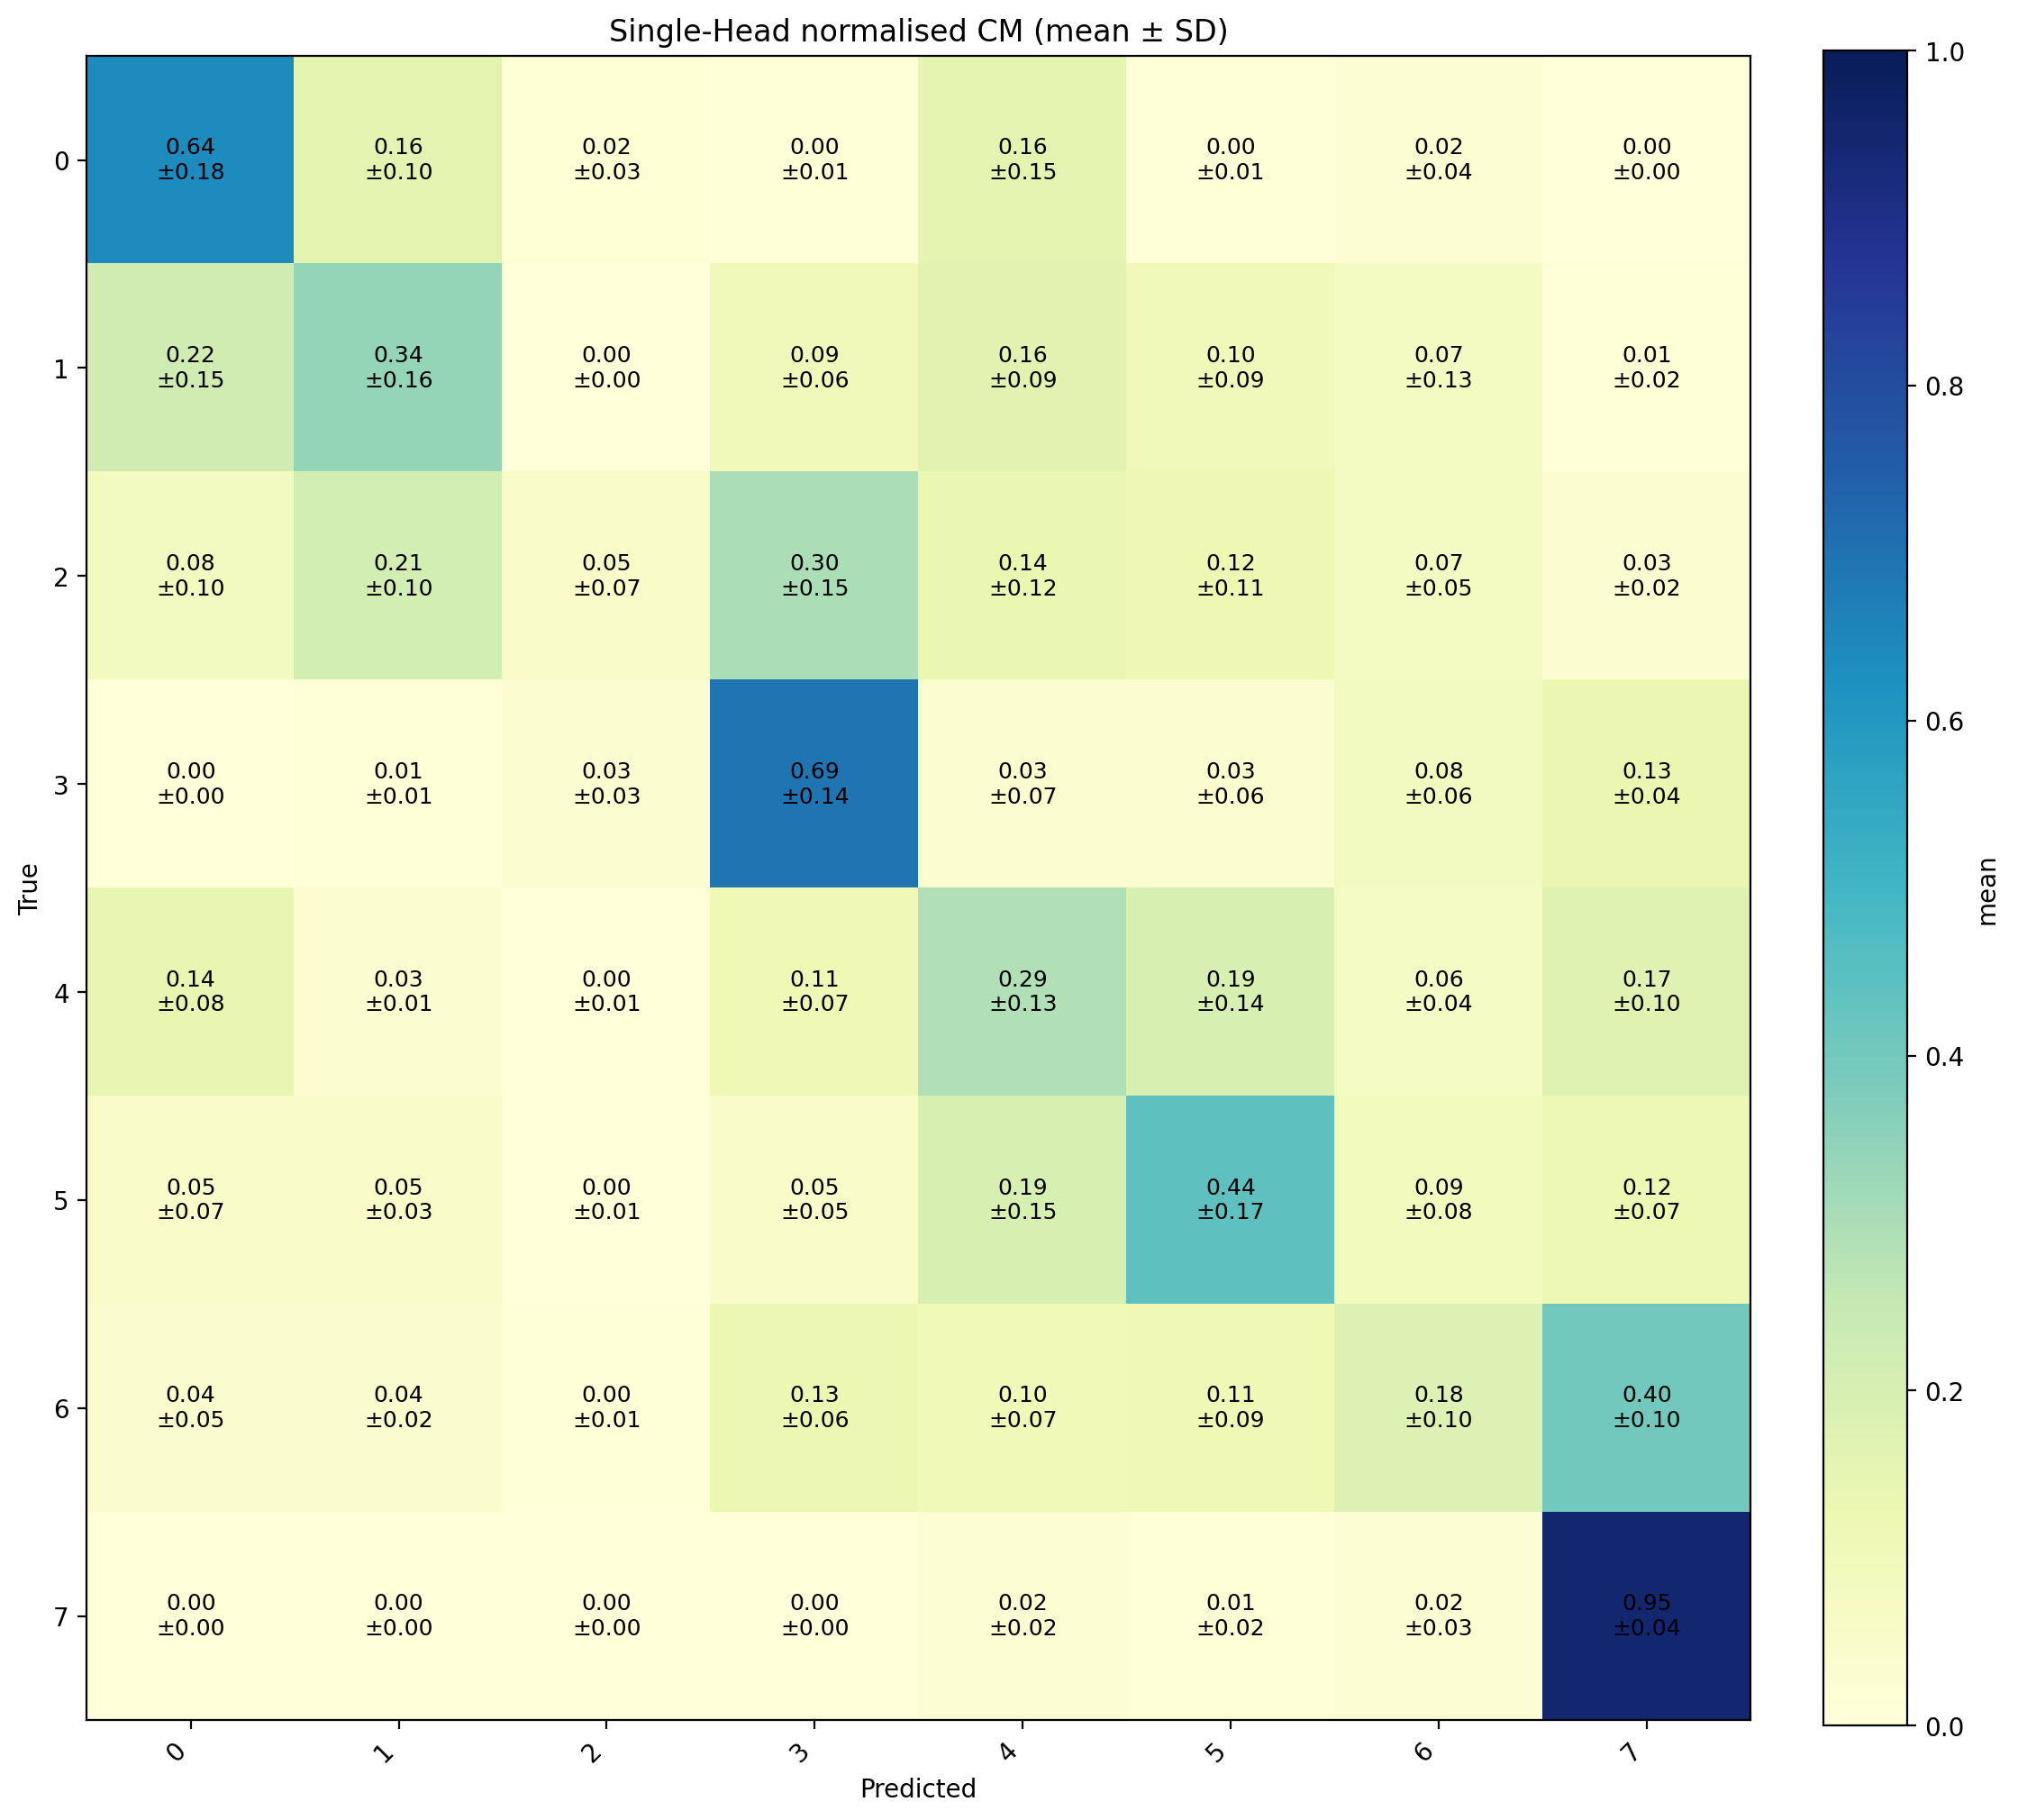 Single-Head normalised CM (mean ± SD)
0.64 0.16 0.02 0.00 0.16 0.00 0.02 0.00
0 ±0.18 ±0.10 ±0.03 ±0.01 ±0.15 ±0.01 ±0.04 ±0.00
0.22 0.34 0.00 0.09 0.16 0.10 0.07 0.01
1 ±0.15 ±0.16 ±0.00 ±0.06 ±0.09 ±0.09 ±0.13 ±0.02
0.08 0.21 0.05 0.30 0.14 0.12 0.07 0.03
2 ±0.10 ±0.10 ±0.07 ±0.15 ±0.12 ±0.11 ±0.05 ±0.02
0.00 0.01 0.03 0.69 0.03 0.03 0.08 0.13
3 ±0.00 ±0.01 ±0.03 ±0.14 ±0.07 ±0.06 ±0.06 ±0.04
0.14 0.03 0.00 0.11 0.29 0.19 0.06 0.17
4 ±0.08 ±0.01 ±0.01 ±0.07 ±0.13 ±0.14 ±0.04 ±0.10
0.05 0.05 0.00 0.05 0.19 0.44 0.09 0.12
5 ±0.07 ±0.03 ±0.01 ±0.05 ±0.15 ±0.17 ±0.08 ±0.07
0.04 0.04 0.00 0.13 0.10 0.11 0.18 0.40
6 ±0.05 ±0.02 ±0.01 ±0.06 ±0.07 ±0.09 ±0.10 ±0.10
0.00 0.00 0.00 0.00 0.02 0.01 0.02 0.95
7 ±0.00 ±0.00 ±0.00 ±0.00 ±0.02 ±0.02 ±0.03 ±0.04
True
0 1 2 3 4 5 6 7
Predicted
1.0
0.8
0.6
0.4
0.2
0.0
mean